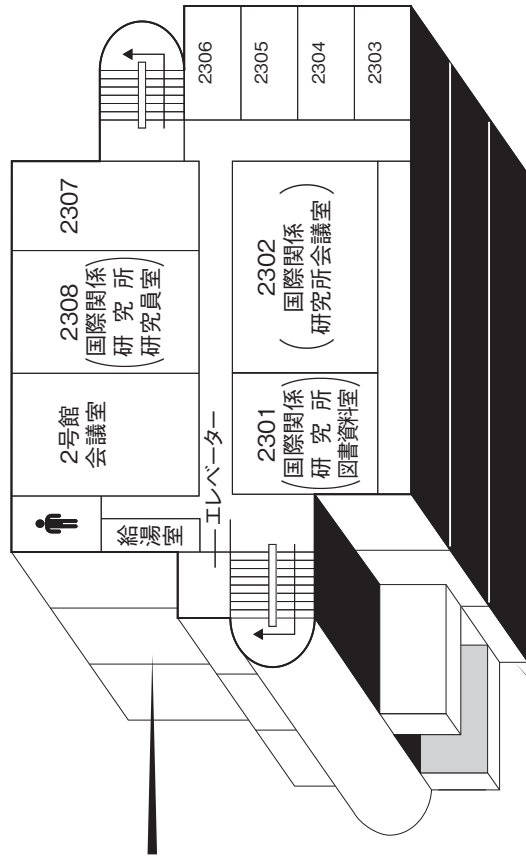 2306
2305
2304
2303
2307
2308
(国際関係
研究所
研究員室)
2302
(国際関係
研究所会議室)
2号館
会議室
2301
(国際関係
研究所
図書資料室)
給湯室
エレベーター